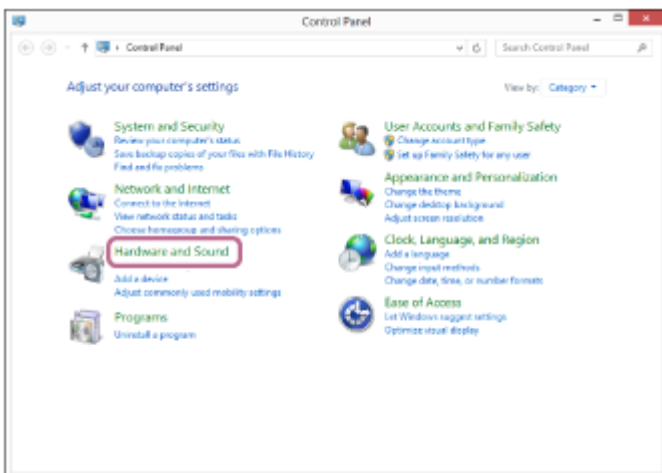 Control Panel
Control Panel
Search Control Panel
Adjust your computer's settings
View by: Category
System and Security
Review your computer's status
Save backup copies of your files with File History
Find and fix problems
Network and Internet
Connect to the Internet
View network status and tasks
Choose homegroup and sharing options
Hardware and Sound
Add a device
Adjust commonly used mobility settings
Programs
Uninstall a program
User Accounts and Family Safety
Change account type
Set up Family Safety for any user
Appearance and Personalization
Change the theme
Change desktop background
Adjust screen resolution
Clock, Language, and Region
Add a language
Change input methods
Change date, time, or number formats
Ease of Access
Let Windows suggest settings
Optimize visual display